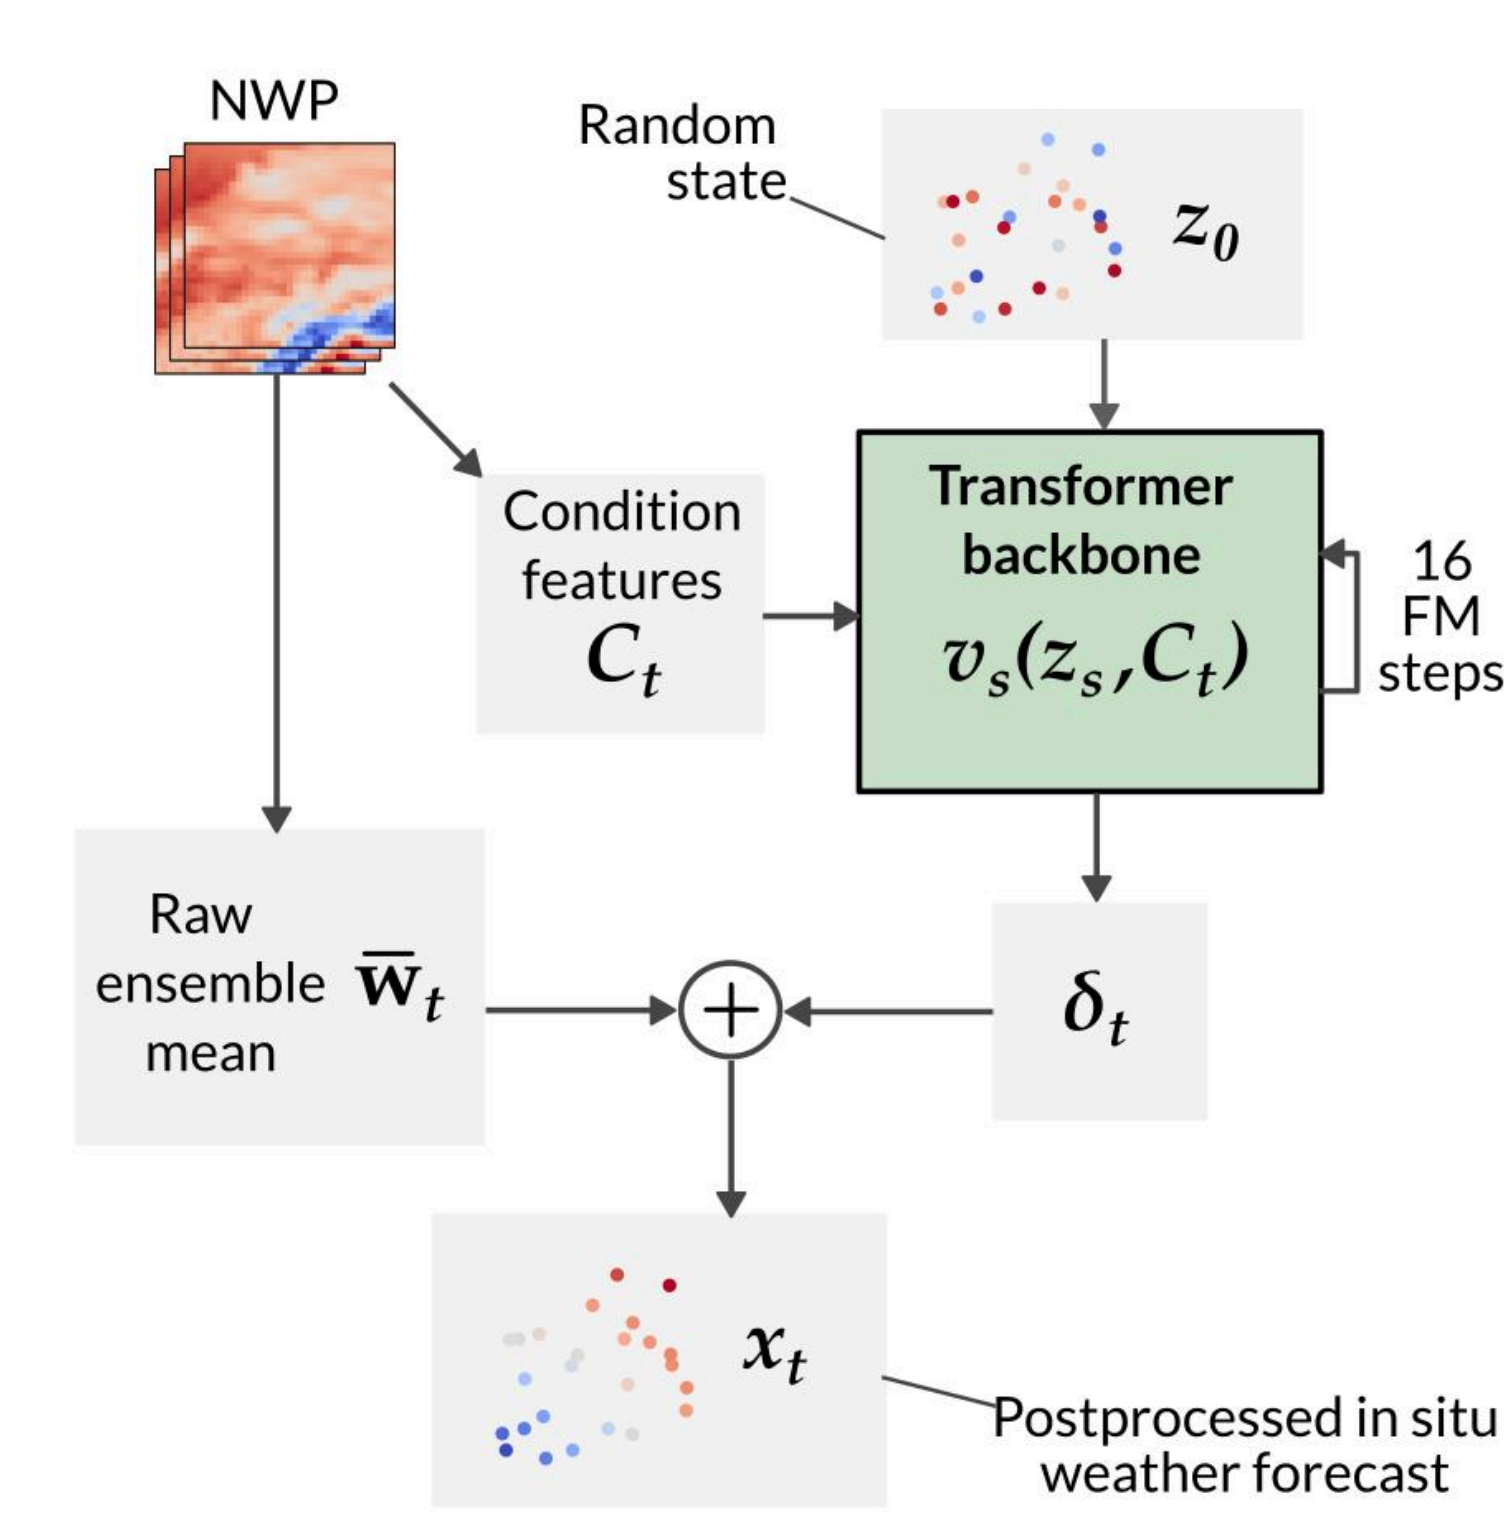 NWP
Random
state
z₀
Condition
features
Cₜ
Transformer
backbone
vₛ(zₛ,Cₜ)
16
FM
steps
Raw
ensemble
mean
w̅ₜ
+
δₜ
xₜ
Postprocessed in situ
weather forecast